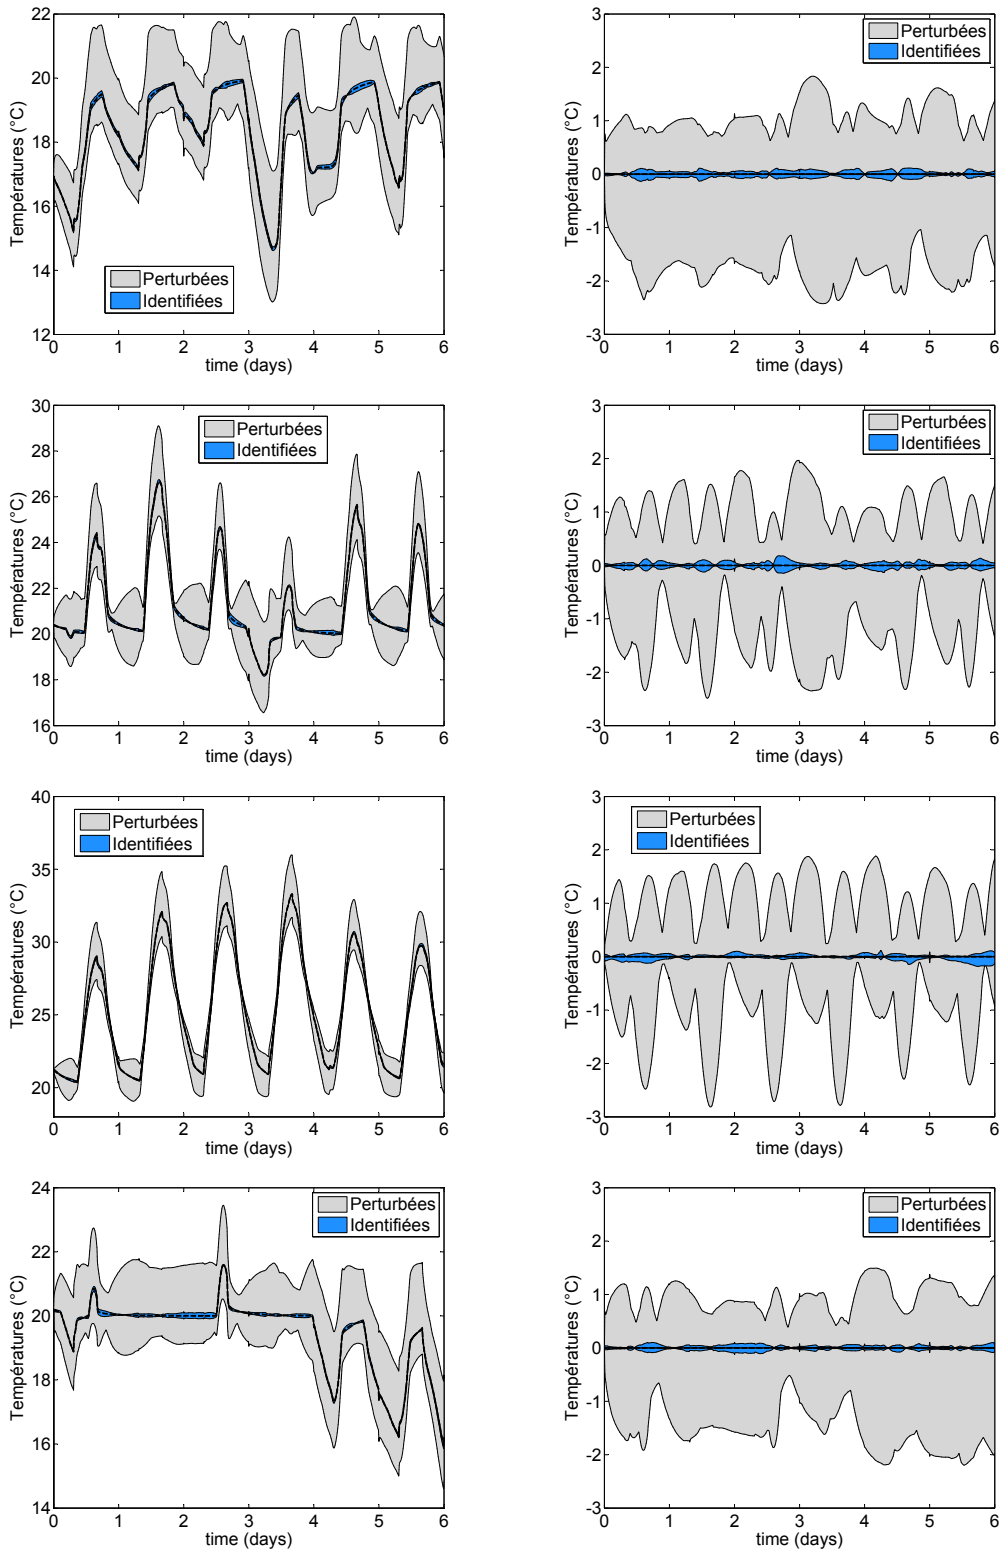 22
20
18
16
14
12
Températures (°C)
Perturbées
Identifiées
0 1 2 3 4 5 6
time (days)
3
2
1
0
-1
-2
-3
Températures (°C)
Perturbées
Identifiées
0 1 2 3 4 5 6
time (days)
30
28
26
24
22
20
18
16
Températures (°C)
Perturbées
Identifiées
0 1 2 3 4 5 6
time (days)
3
2
1
0
-1
-2
-3
Températures (°C)
Perturbées
Identifiées
0 1 2 3 4 5 6
time (days)
40
35
30
25
20
Températures (°C)
Perturbées
Identifiées
0 1 2 3 4 5 6
time (days)
3
2
1
0
-1
-2
-3
Températures (°C)
Perturbées
Identifiées
0 1 2 3 4 5 6
time (days)
24
22
20
18
16
14
Températures (°C)
Perturbées
Identifiées
0 1 2 3 4 5 6
time (days)
3
2
1
0
-1
-2
-3
Températures (°C)
Perturbées
Identifiées
0 1 2 3 4 5 6
time (days)